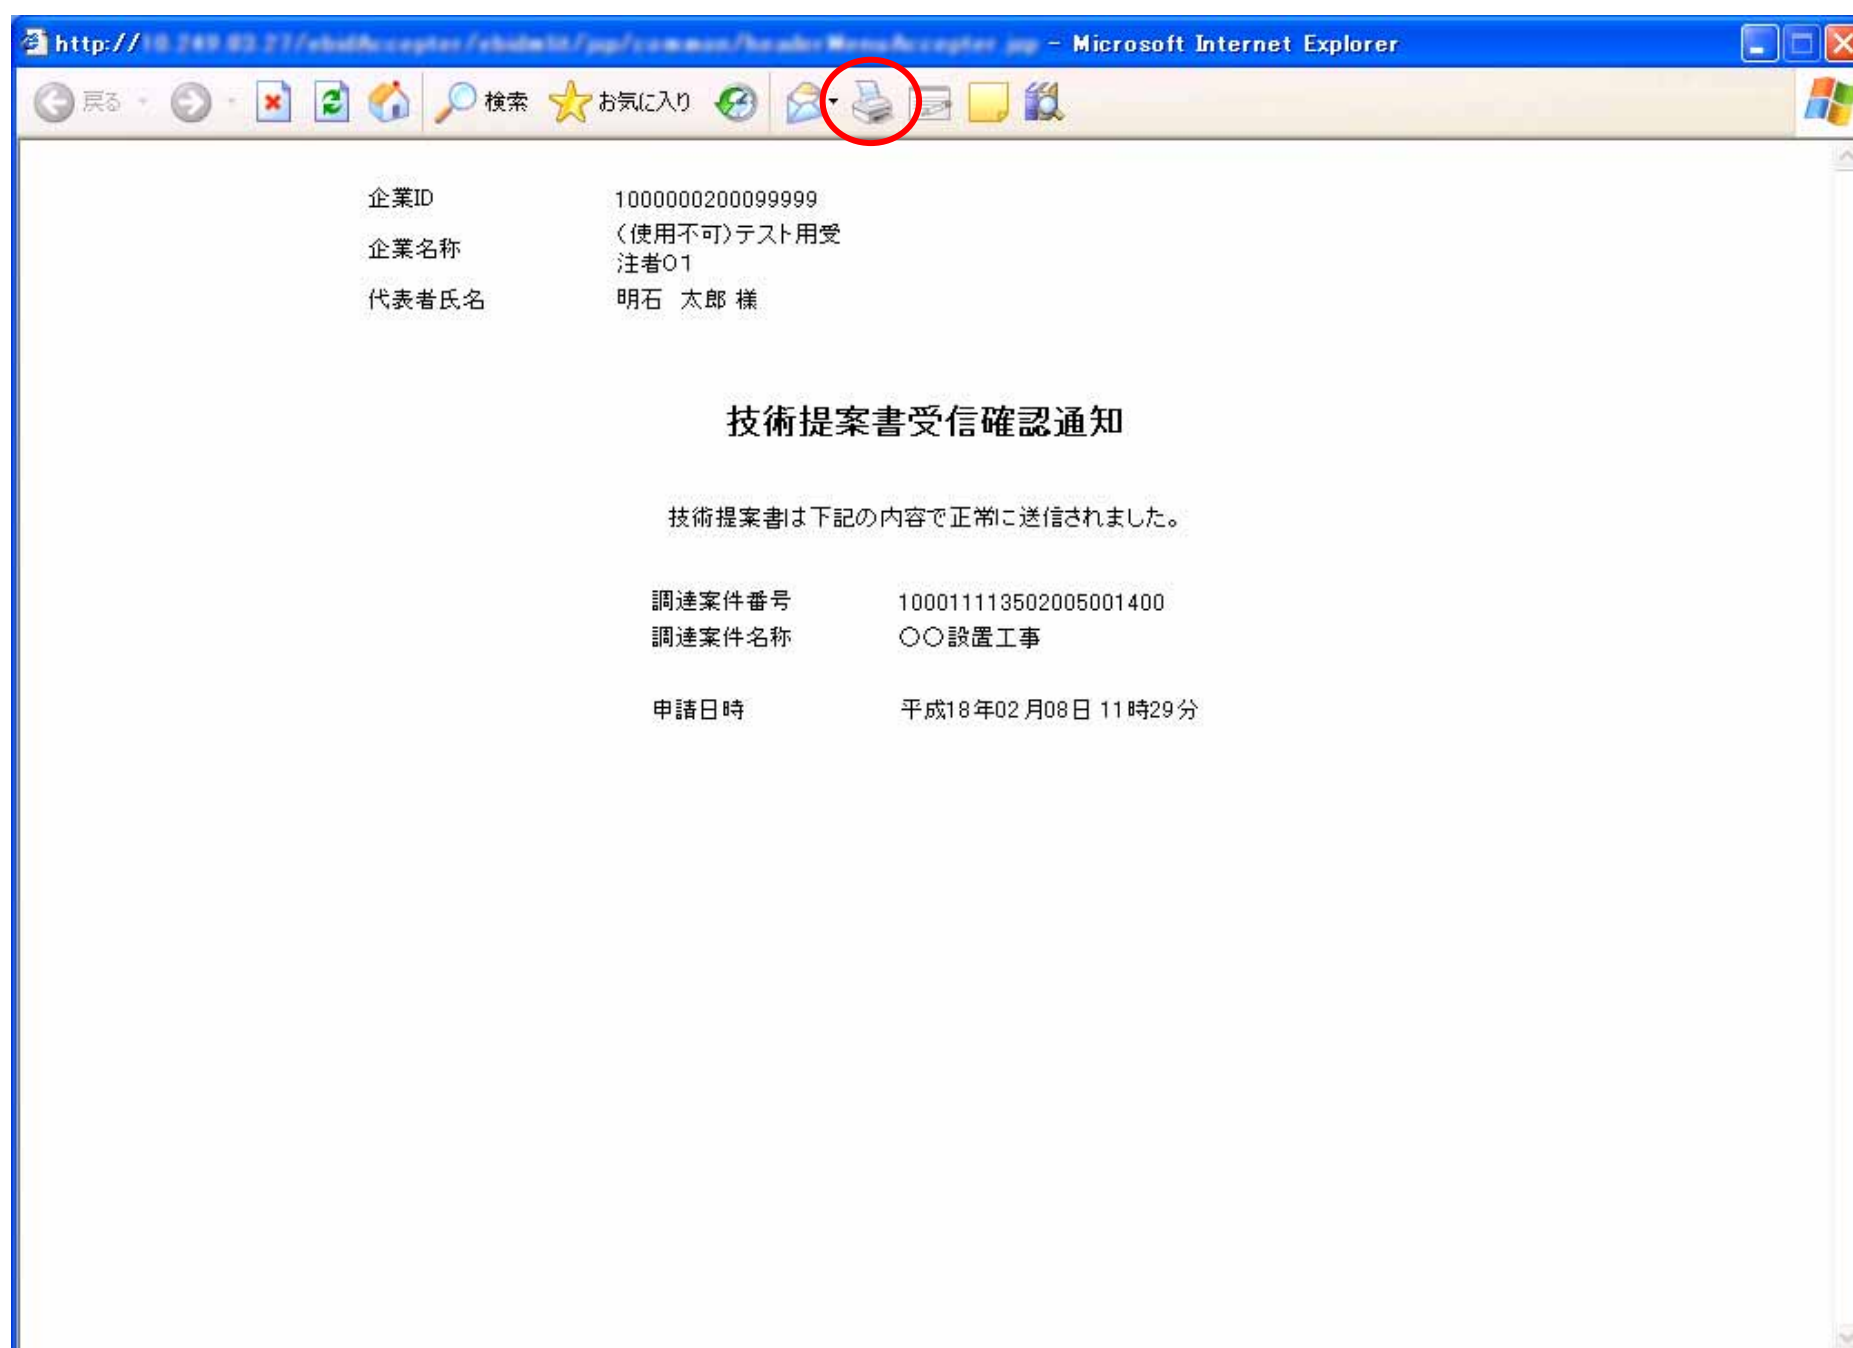 http:// - Microsoft Internet Explorer
戻る 検索 お気に入り
企業ID 1000000200099999
企業名称 (使用不可)テスト用受
注者01
代表者氏名 明石 太郎 様
技術提案書受信確認通知
技術提案書は下記の内容で正常に送信されました。
調達案件番号 100011113502005001400
調達案件名称 〇〇設置工事
申請日時 平成18年02月08日 11時29分